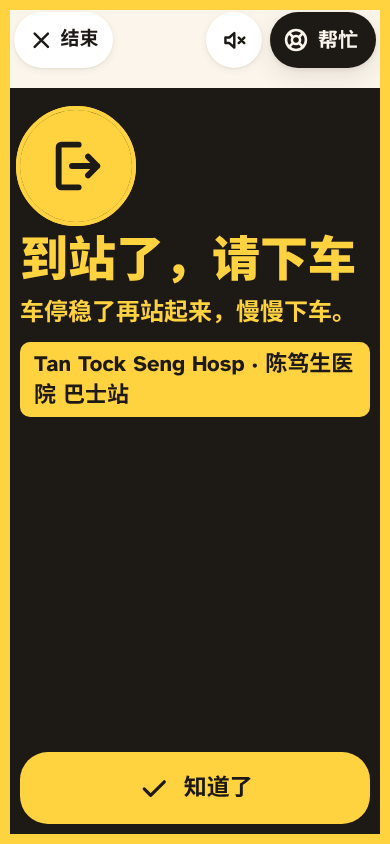 结束
帮忙
到站了，请下车
车停稳了再站起来，慢慢下车。
Tan Tock Seng Hosp · 陈笃生医
院 巴士站
知道了